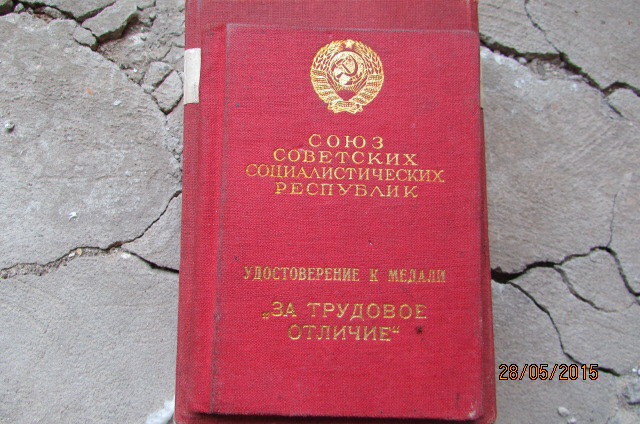 СОЮЗ
СОВЕТСКИХ
СОЦИАЛИСТИЧЕСКИХ
РЕСПУБЛИК
УДОСТОВЕРЕНИЕ К МЕДАЛИ
„ЗА ТРУДОВОЕ
ОТЛИЧИЕ“
28/05/2015